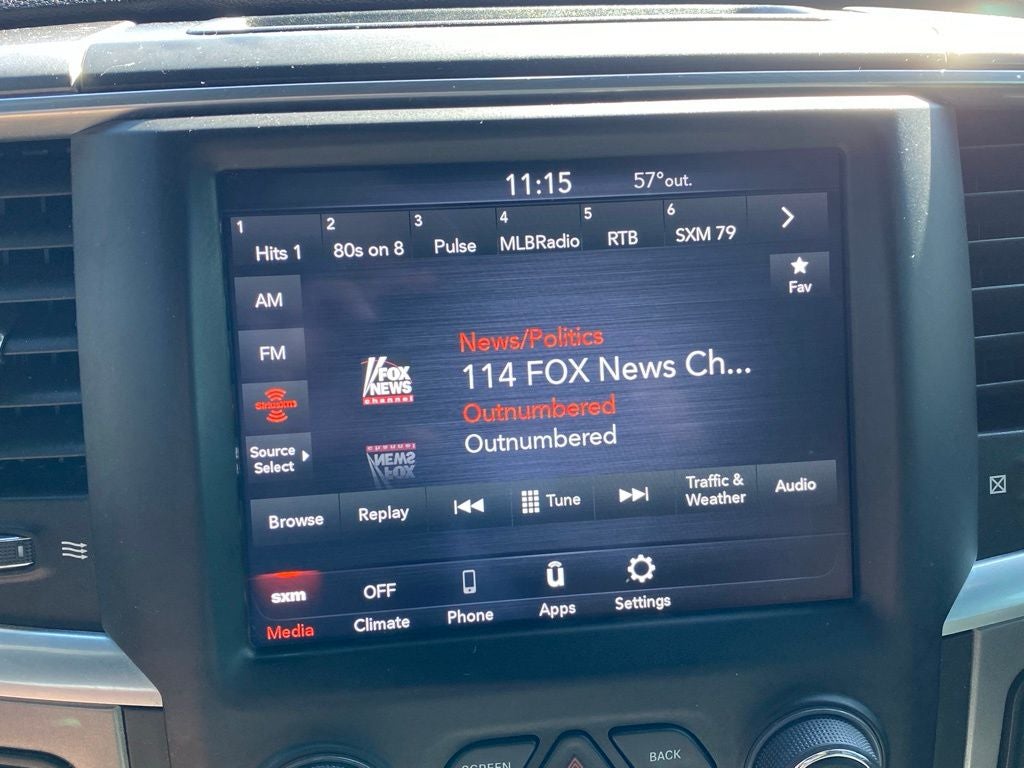 11:15 57°out.
1 Hits 1
2 80s on 8
3 Pulse
4 MLBRadio
5 RTB
6 SXM 79
AM
Fav
FM
News/Politics
FOX
NEWS
channel
114 FOX News Ch...
siriusxm
Outnumbered
Outnumbered
Source
Select
Browse
Replay
Tune
Traffic &
Weather
Audio
sxm
Media
OFF
Climate
Phone
Apps
Settings
SCREEN
BACK